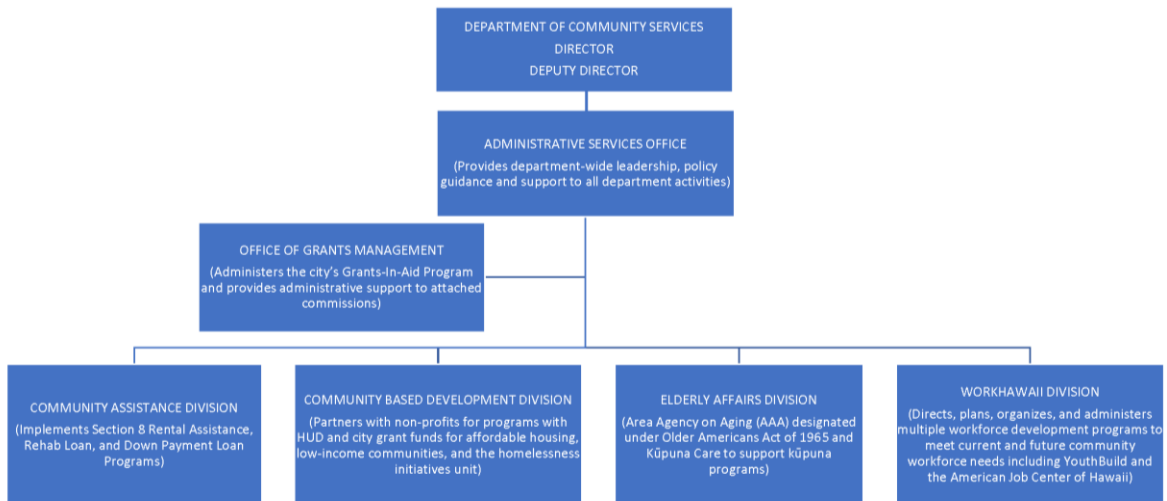 DEPARTMENT OF COMMUNITY SERVICES
DIRECTOR
DEPUTY DIRECTOR
ADMINISTRATIVE SERVICES OFFICE
(Provides department-wide leadership, policy
guidance and support to all department activities)
OFFICE OF GRANTS MANAGEMENT
(Administers the city's Grants-In-Aid Program
and provides administrative support to attached
commissions)
COMMUNITY ASSISTANCE DIVISION
(Implements Section 8 Rental Assistance,
Rehab Loan, and Down Payment Loan
Programs)
COMMUNITY BASED DEVELOPMENT DIVISION
(Partners with non-profits for programs with
HUD and city grant funds for affordable housing,
low-income communities, and the homelessness
initiatives unit)
ELDERLY AFFAIRS DIVISION
(Area Agency on Aging (AAA) designated
under Older Americans Act of 1965 and
Kūpuna Care to support kūpuna
programs)
WORKHAWAII DIVISION
(Directs, plans, organizes, and administers
multiple workforce development programs to
meet current and future community
workforce needs including YouthBuild and
the American Job Center of Hawaii)